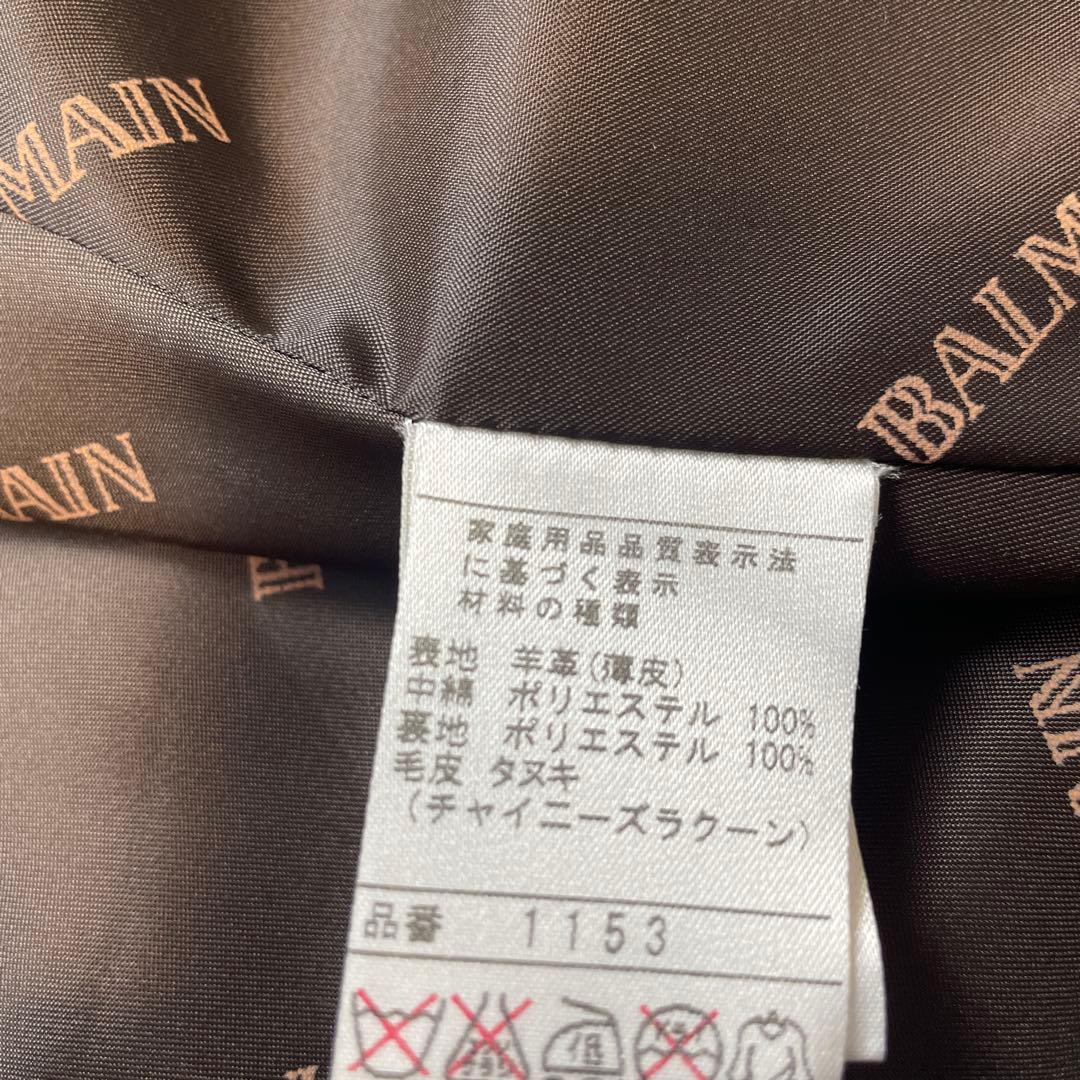 MAIN
BALM
AIN
家庭用品品質表示法
に基づく表示
材料の種類
表地 羊革(薄皮)
中綿 ポリエステル 100%
裏地 ポリエステル 100%
毛皮 タヌキ
(チャイニーズラクーン)
品番 1153
低